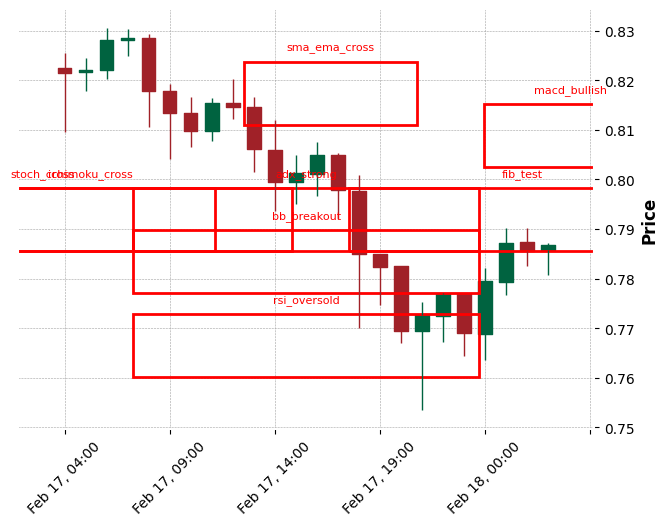 0.83
sma_ema_cross
0.82
macd_bullish
0.81
0.80
fib_test
0.79
Price
bb_breakout
0.78
rsi_oversold
0.77
0.76
0.75
Feb 17, 04:00
Feb 17, 09:00
Feb 17, 14:00
Feb 17, 19:00
Feb 18, 00:00